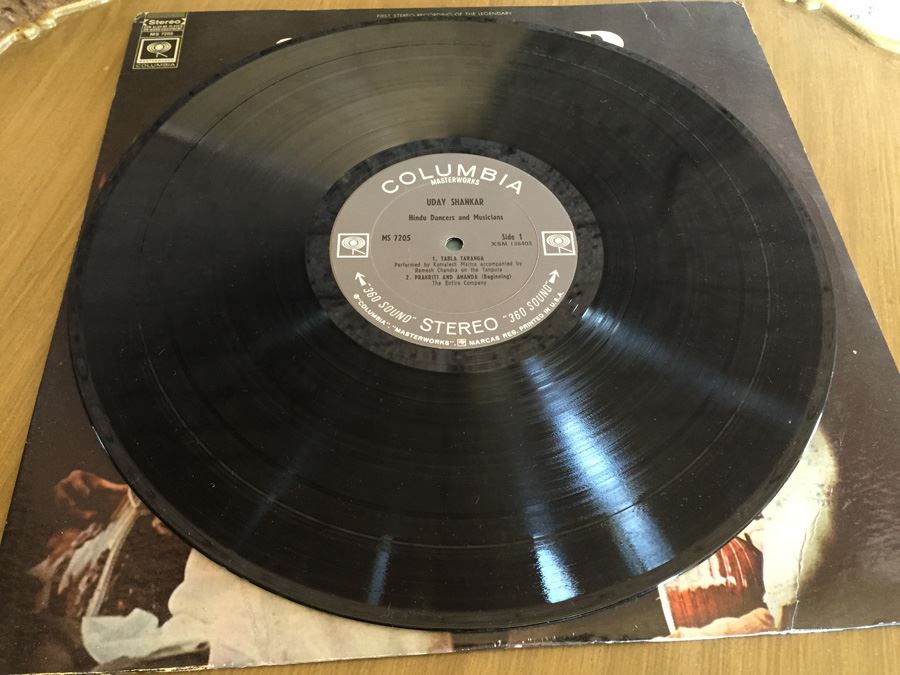 FIRST STEREO RECORDING OF THE LEGENDARY
Stereo
MS 7205
COLUMBIA
COLUMBIA
MASTERWORKS
UDAY SHANKAR
Hindu Dancers and Musicians
MS 7205
Side 1
XSM 136403
1. TABLA TARANGA
Performed by Kamalesh Maitra accompanied by
Ramesh Chandra on the Tanpura
2. PRAKRITI AND ANANDA (Beginning)
The Entire Company
"360 SOUND" STEREO "360 SOUND"
® "COLUMBIA", "MASTERWORKS", MARCAS REG. PRINTED IN U.S.A.